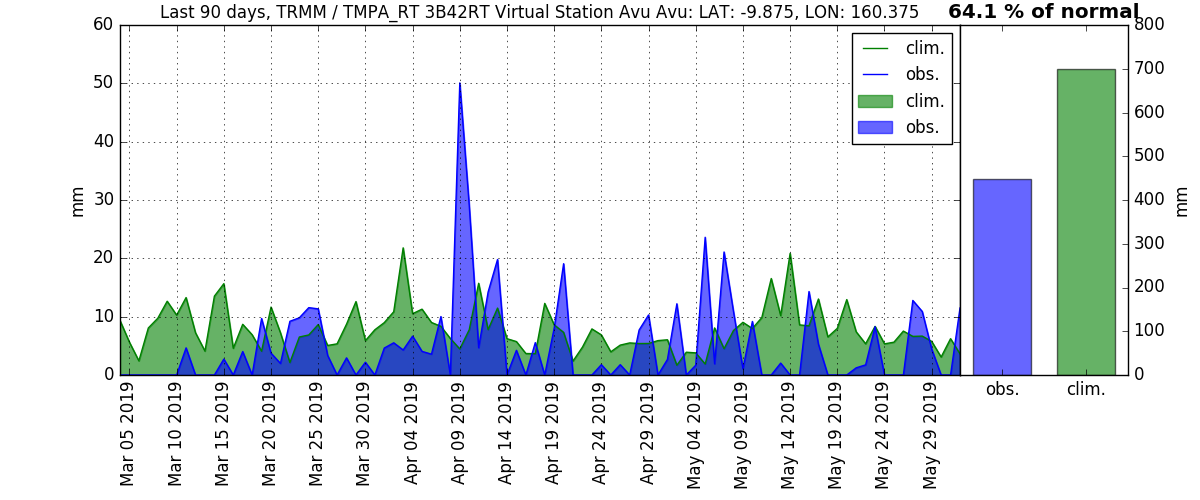 Last 90 days, TRMM / TMPA_RT 3B42RT Virtual Station Avu Avu: LAT: -9.875, LON: 160.375
64.1 % of normal
clim.
obs.
clim.
obs.
mm
60
50
40
30
20
10
0
Mar 05 2019
Mar 10 2019
Mar 15 2019
Mar 20 2019
Mar 25 2019
Mar 30 2019
Apr 04 2019
Apr 09 2019
Apr 14 2019
Apr 19 2019
Apr 24 2019
Apr 29 2019
May 04 2019
May 09 2019
May 14 2019
May 19 2019
May 24 2019
May 29 2019
obs.
clim.
800
700
600
500
400
300
200
100
0
mm